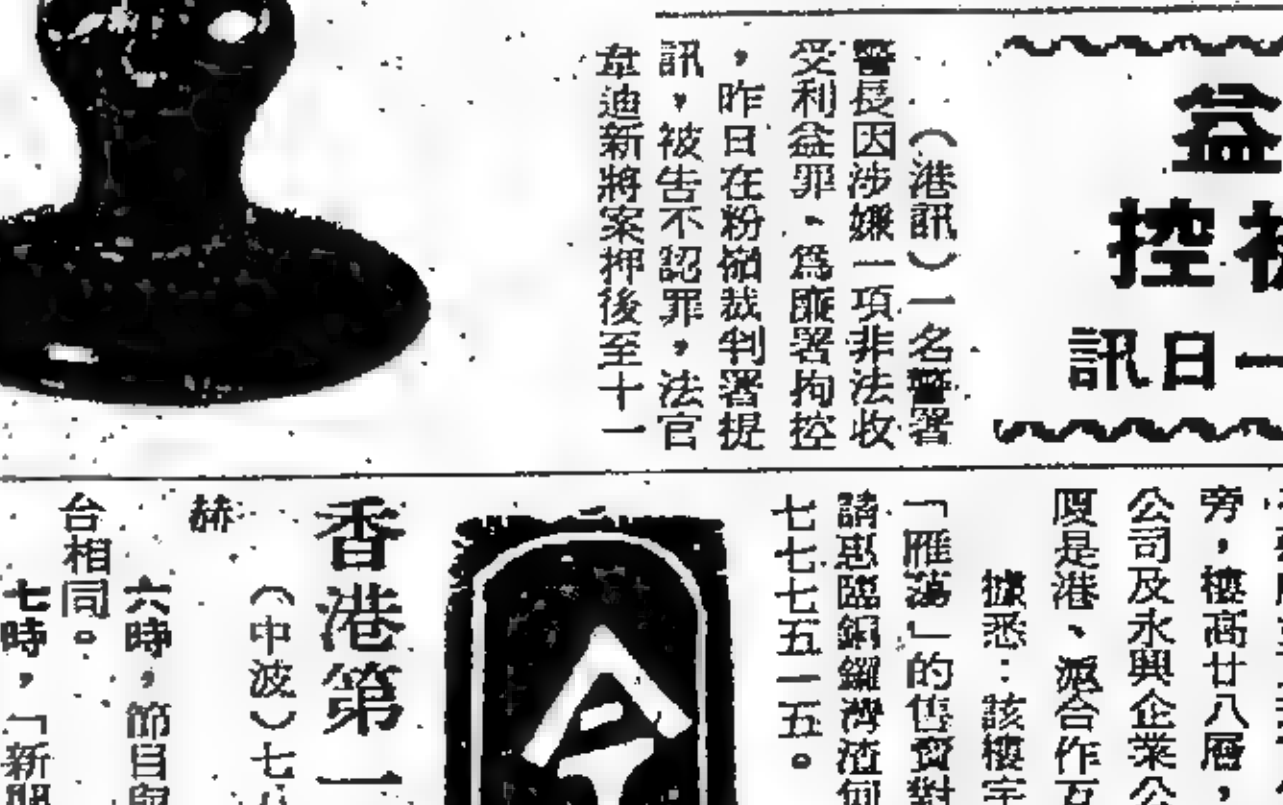 益
控
一日訊
（港訊）一名警署
警長因涉嫌一項非法收
受利益罪、爲廉署拘控
，昨日在粉嶺裁判署提
訊，被告不認罪，法官
韋迪新將案押後至十一
旁，樓高廿八層，
公司及永興企業公
厦是港、源合作
據悉：該樓宇
「雁蕩」的售賣對
請惠臨銅鑼灣渣甸
七七七五一五。
今
香港第一
（中波）七
赫
六時，節目與
台相同。
七時，「新聞